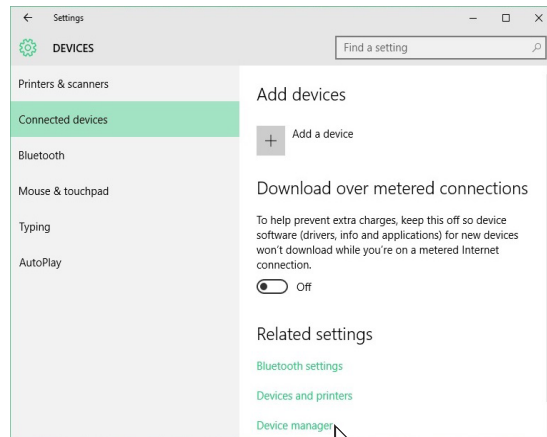 Settings
DEVICES
Find a setting
Printers & scanners
Connected devices
Bluetooth
Mouse & touchpad
Typing
AutoPlay
Add devices
Add a device
Download over metered connections
To help prevent extra charges, keep this off so device
software (drivers, info and applications) for new devices
won't download while you're on a metered Internet
connection.
Off
Related settings
Bluetooth settings
Devices and printers
Device manager